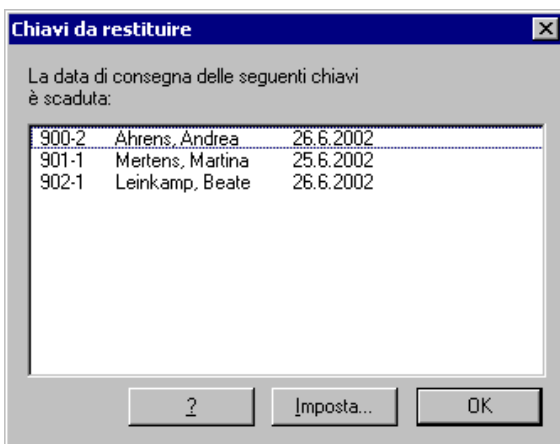 Chiavi da restituire
La data di consegna delle seguenti chiavi
è scaduta:
900-2 Ahrens, Andrea 26.6.2002
901-1 Mertens, Martina 25.6.2002
902-1 Leinkamp, Beate 26.6.2002
? Imposta... OK